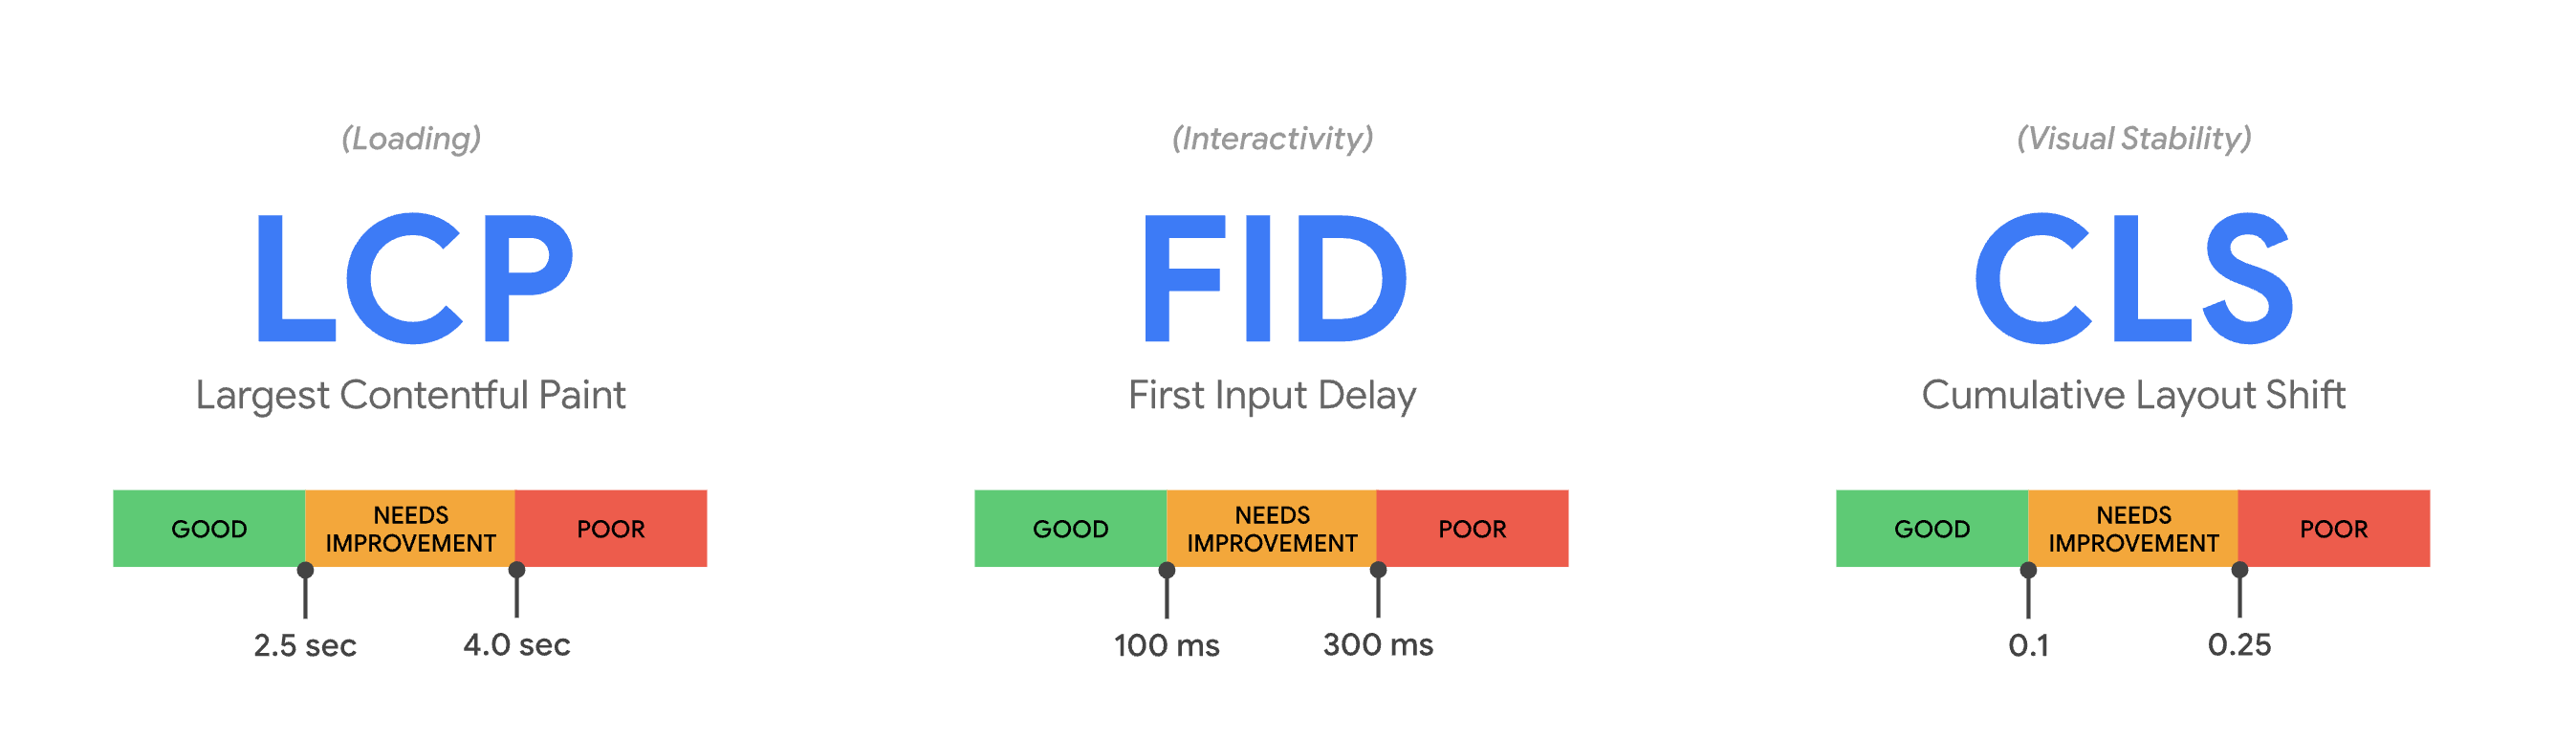 (Loading)
LCP
Largest Contentful Paint
GOOD
NEEDS
IMPROVEMENT
POOR
2.5 sec
4.0 sec
(Interactivity)
FID
First Input Delay
GOOD
NEEDS
IMPROVEMENT
POOR
100 ms
300 ms
(Visual Stability)
CLS
Cumulative Layout Shift
GOOD
NEEDS
IMPROVEMENT
POOR
0.1
0.25